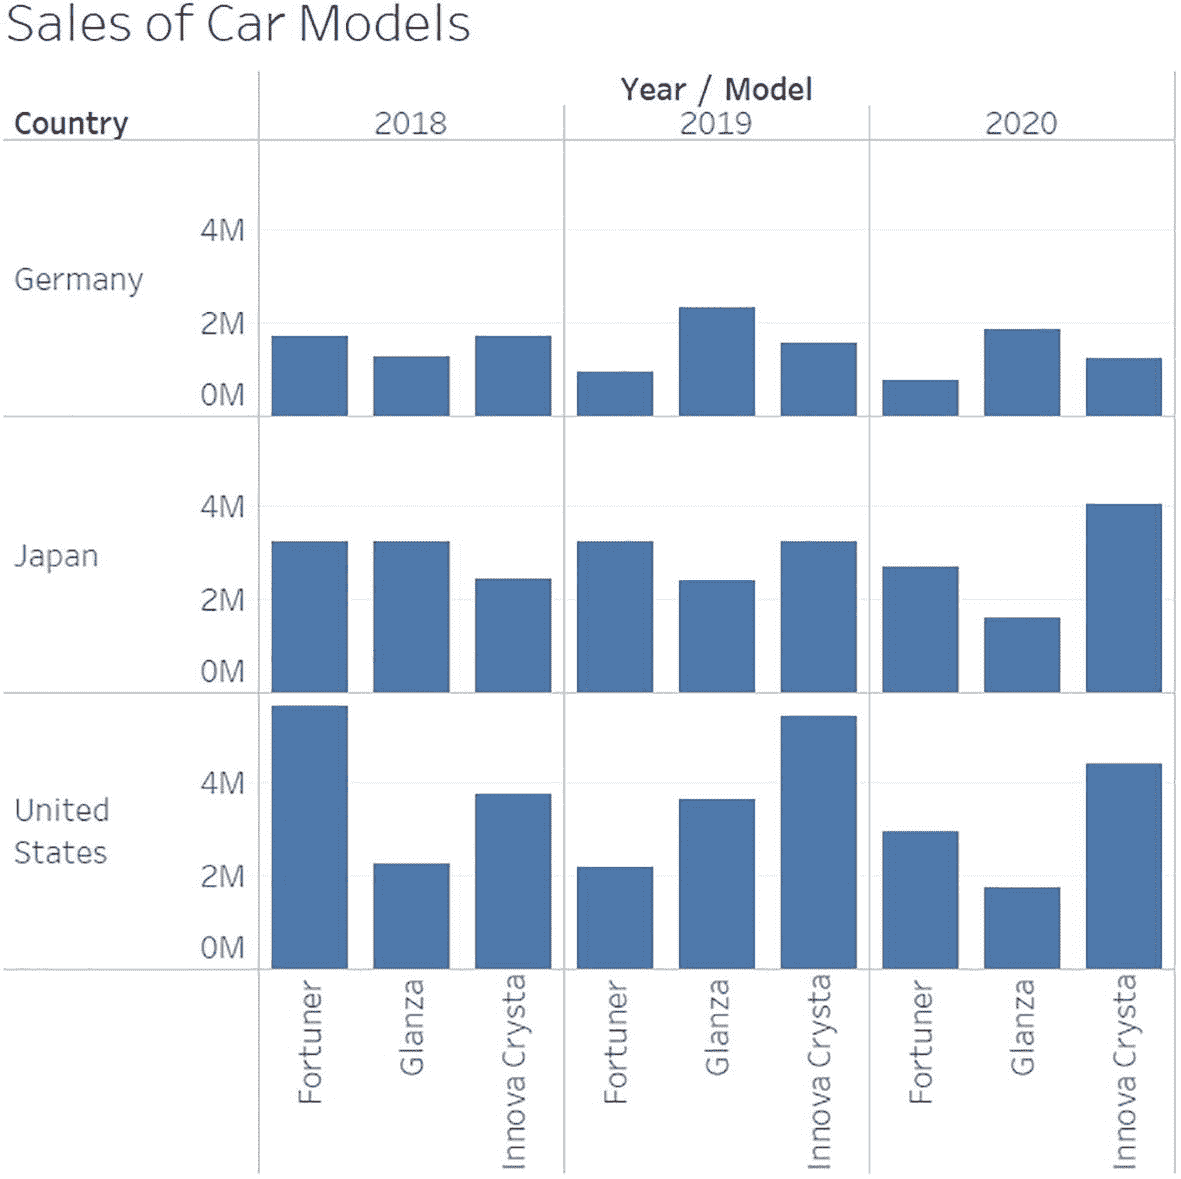 Sales of Car Models
Year / Model
Country 2018 2019 2020
4M
Germany
2M
0M
4M
Japan
2M
0M
4M
United
States
2M
0M
Fortuner Glanza Innova Crysta Fortuner Glanza Innova Crysta Fortuner Glanza Innova Crysta